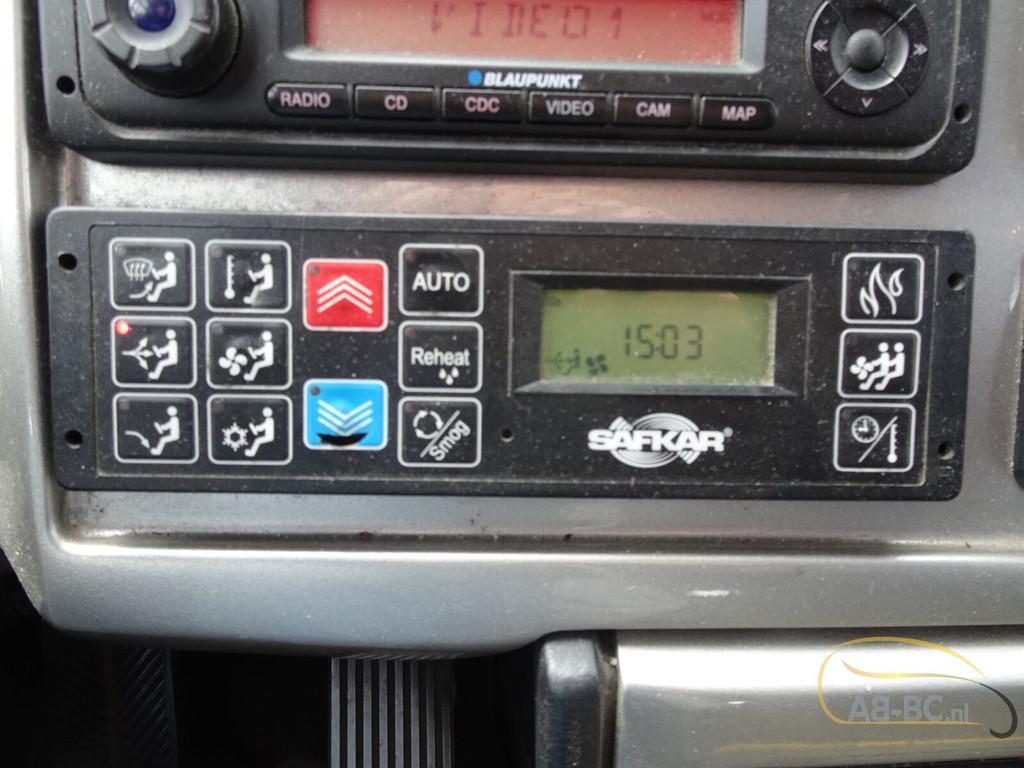 VIDEO1
BLAUPUNKT
RADIO CD CDC VIDEO CAM MAP
AUTO
Reheat
Smog
15:03
SAFKAR®
AB-BC.nl